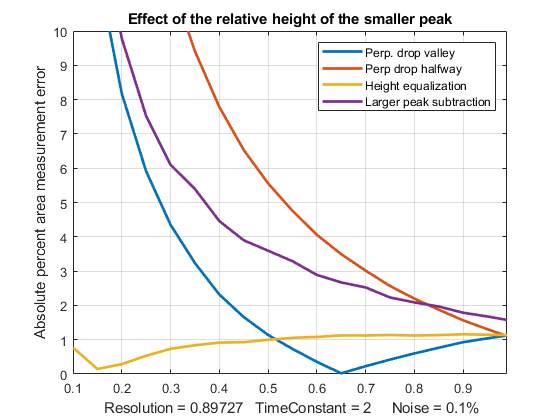 Effect of the relative height of the smaller peak
Absolute percent area measurement error
10
9
8
7
6
5
4
3
2
1
0
Perp. drop valley
Perp drop halfway
Height equalization
Larger peak subtraction
0.1 0.2 0.3 0.4 0.5 0.6 0.7 0.8 0.9
Resolution = 0.89727 TimeConstant = 2 Noise = 0.1%